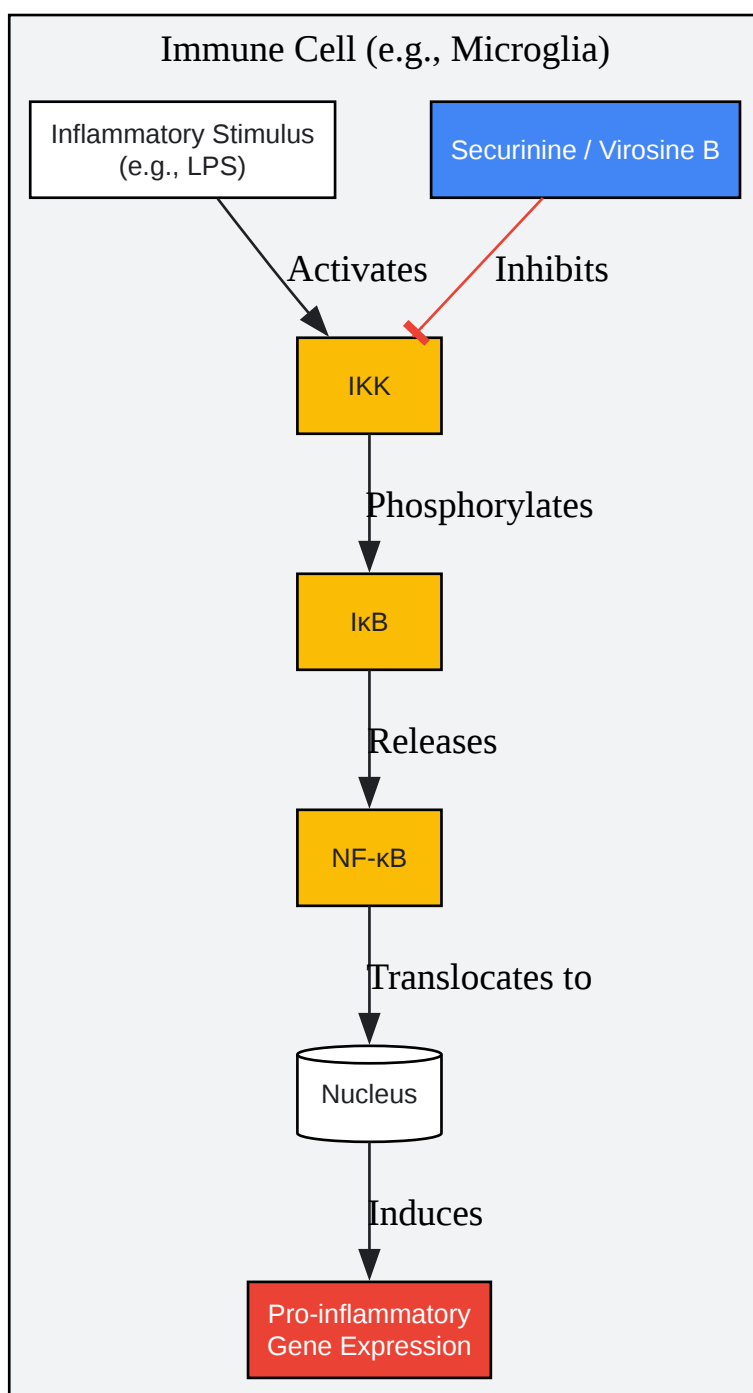 Immune Cell (e.g., Microglia)
Inflammatory Stimulus
(e.g., LPS)
Securinine / Virosine B
Activates
Inhibits
IKK
Phosphorylates
IκB
Releases
NF-κB
Translocates to
Nucleus
Induces
Pro-inflammatory
Gene Expression